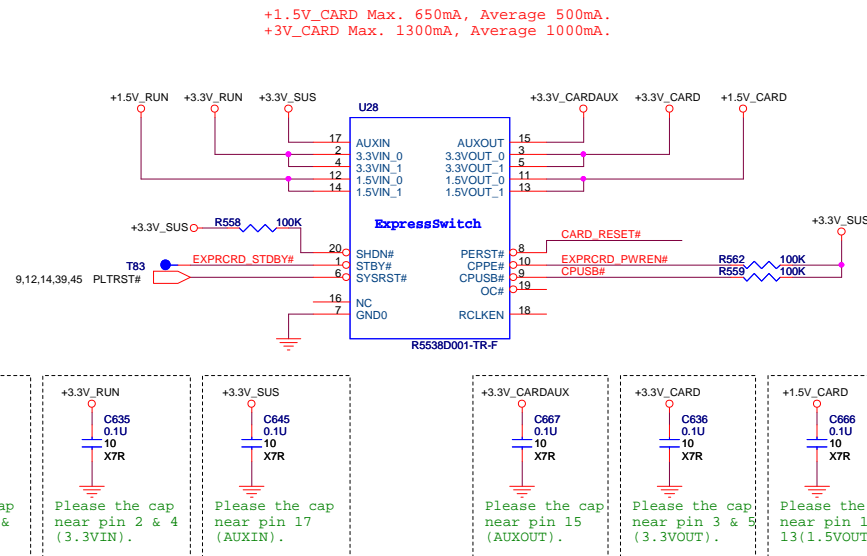 +1.5V_CARD Max. 650mA, Average 500mA.
+3V_CARD Max. 1300mA, Average 1000mA.
+1.5V_RUN +3.3V_RUN +3.3V_SUS
U28
+3.3V_CARDAUX +3.3V_CARD +1.5V_CARD
17 AUXIN AUXOUT 15
2 3.3VIN_0 3.3VOUT_0 3
4 3.3VIN_1 3.3VOUT_1 5
12 1.5VIN_0 1.5VOUT_0 11
14 1.5VIN_1 1.5VOUT_1 13
ExpressSwitch
+3.3V_SUS R558 100K
+3.3V_SUS
CARD_RESET#
20 SHDN# PERST# 8
T83 EXPRCRD_STDBY# 1 STBY# CPPE# 10 EXPRCRD_PWREN# R562 100K
9,12,14,39,45 PLTRST# 6 SYSRST# CPUSB# 9 CPUSB# R559 100K
OC# 19
16 NC
7 GND0 RCLKEN 18
R5538D001-TR-F
+3.3V_RUN
C635
0.1U
10
X7R
Please the cap
near pin 2 & 4
(3.3VIN).
+3.3V_SUS
C645
0.1U
10
X7R
Please the cap
near pin 17
(AUXIN).
+3.3V_CARDAUX
C667
0.1U
10
X7R
Please the cap
near pin 15
(AUXOUT).
+3.3V_CARD
C636
0.1U
10
X7R
Please the cap
near pin 3 & 5
(3.3VOUT).
+1.5V_CARD
C666
0.1U
10
X7R
Please the
near pin 1
13(1.5VOUT